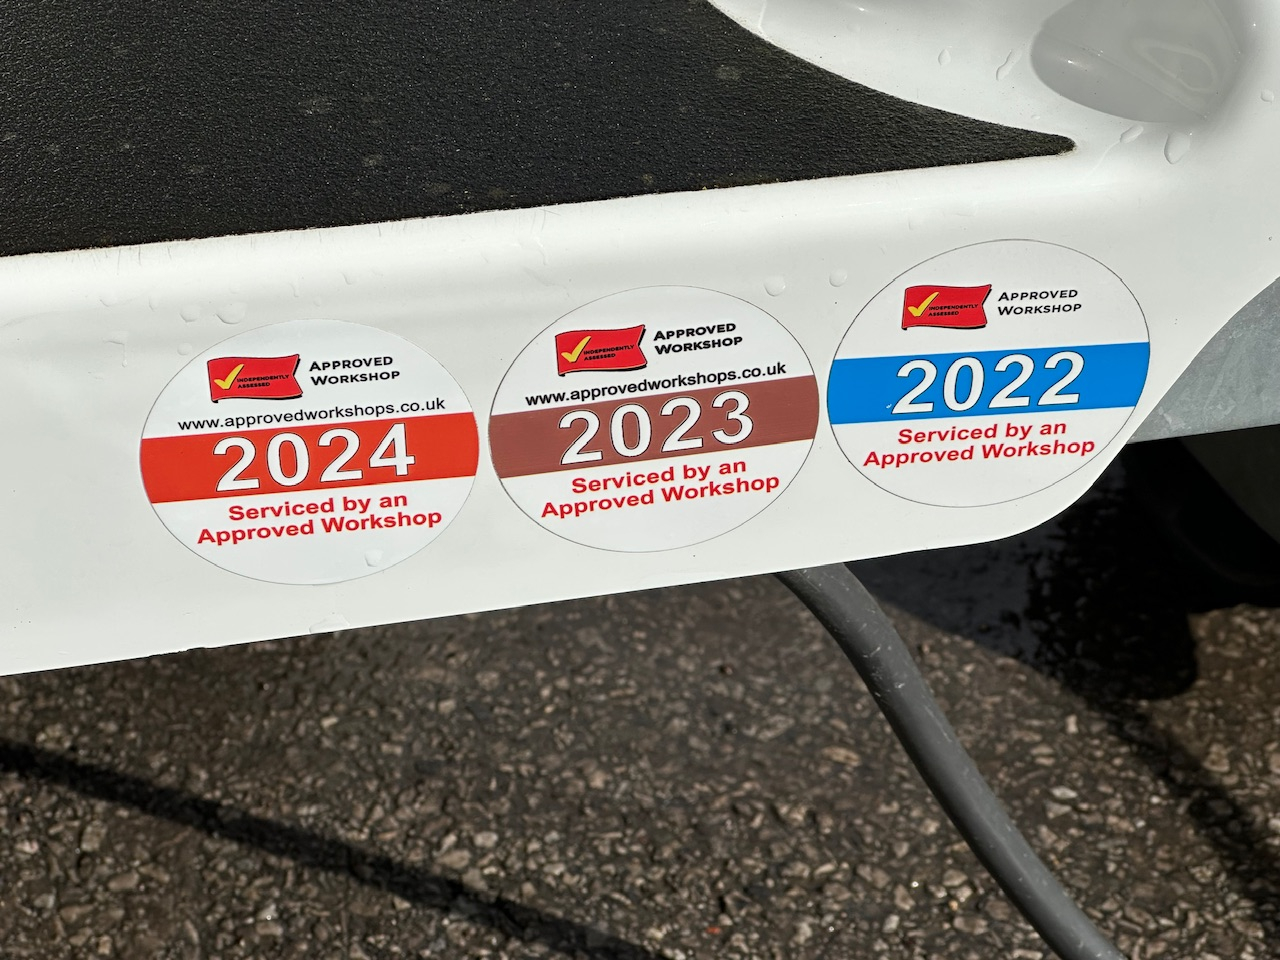 INDEPENDENTLY
ASSESSED
APPROVED
WORKSHOP
www.approvedworkshops.co.uk
2024
Serviced by an
Approved Workshop
INDEPENDENTLY
ASSESSED
APPROVED
WORKSHOP
www.approvedworkshops.co.uk
2023
Serviced by an
Approved Workshop
INDEPENDENTLY
ASSESSED
APPROVED
WORKSHOP
2022
Serviced by an
Approved Workshop